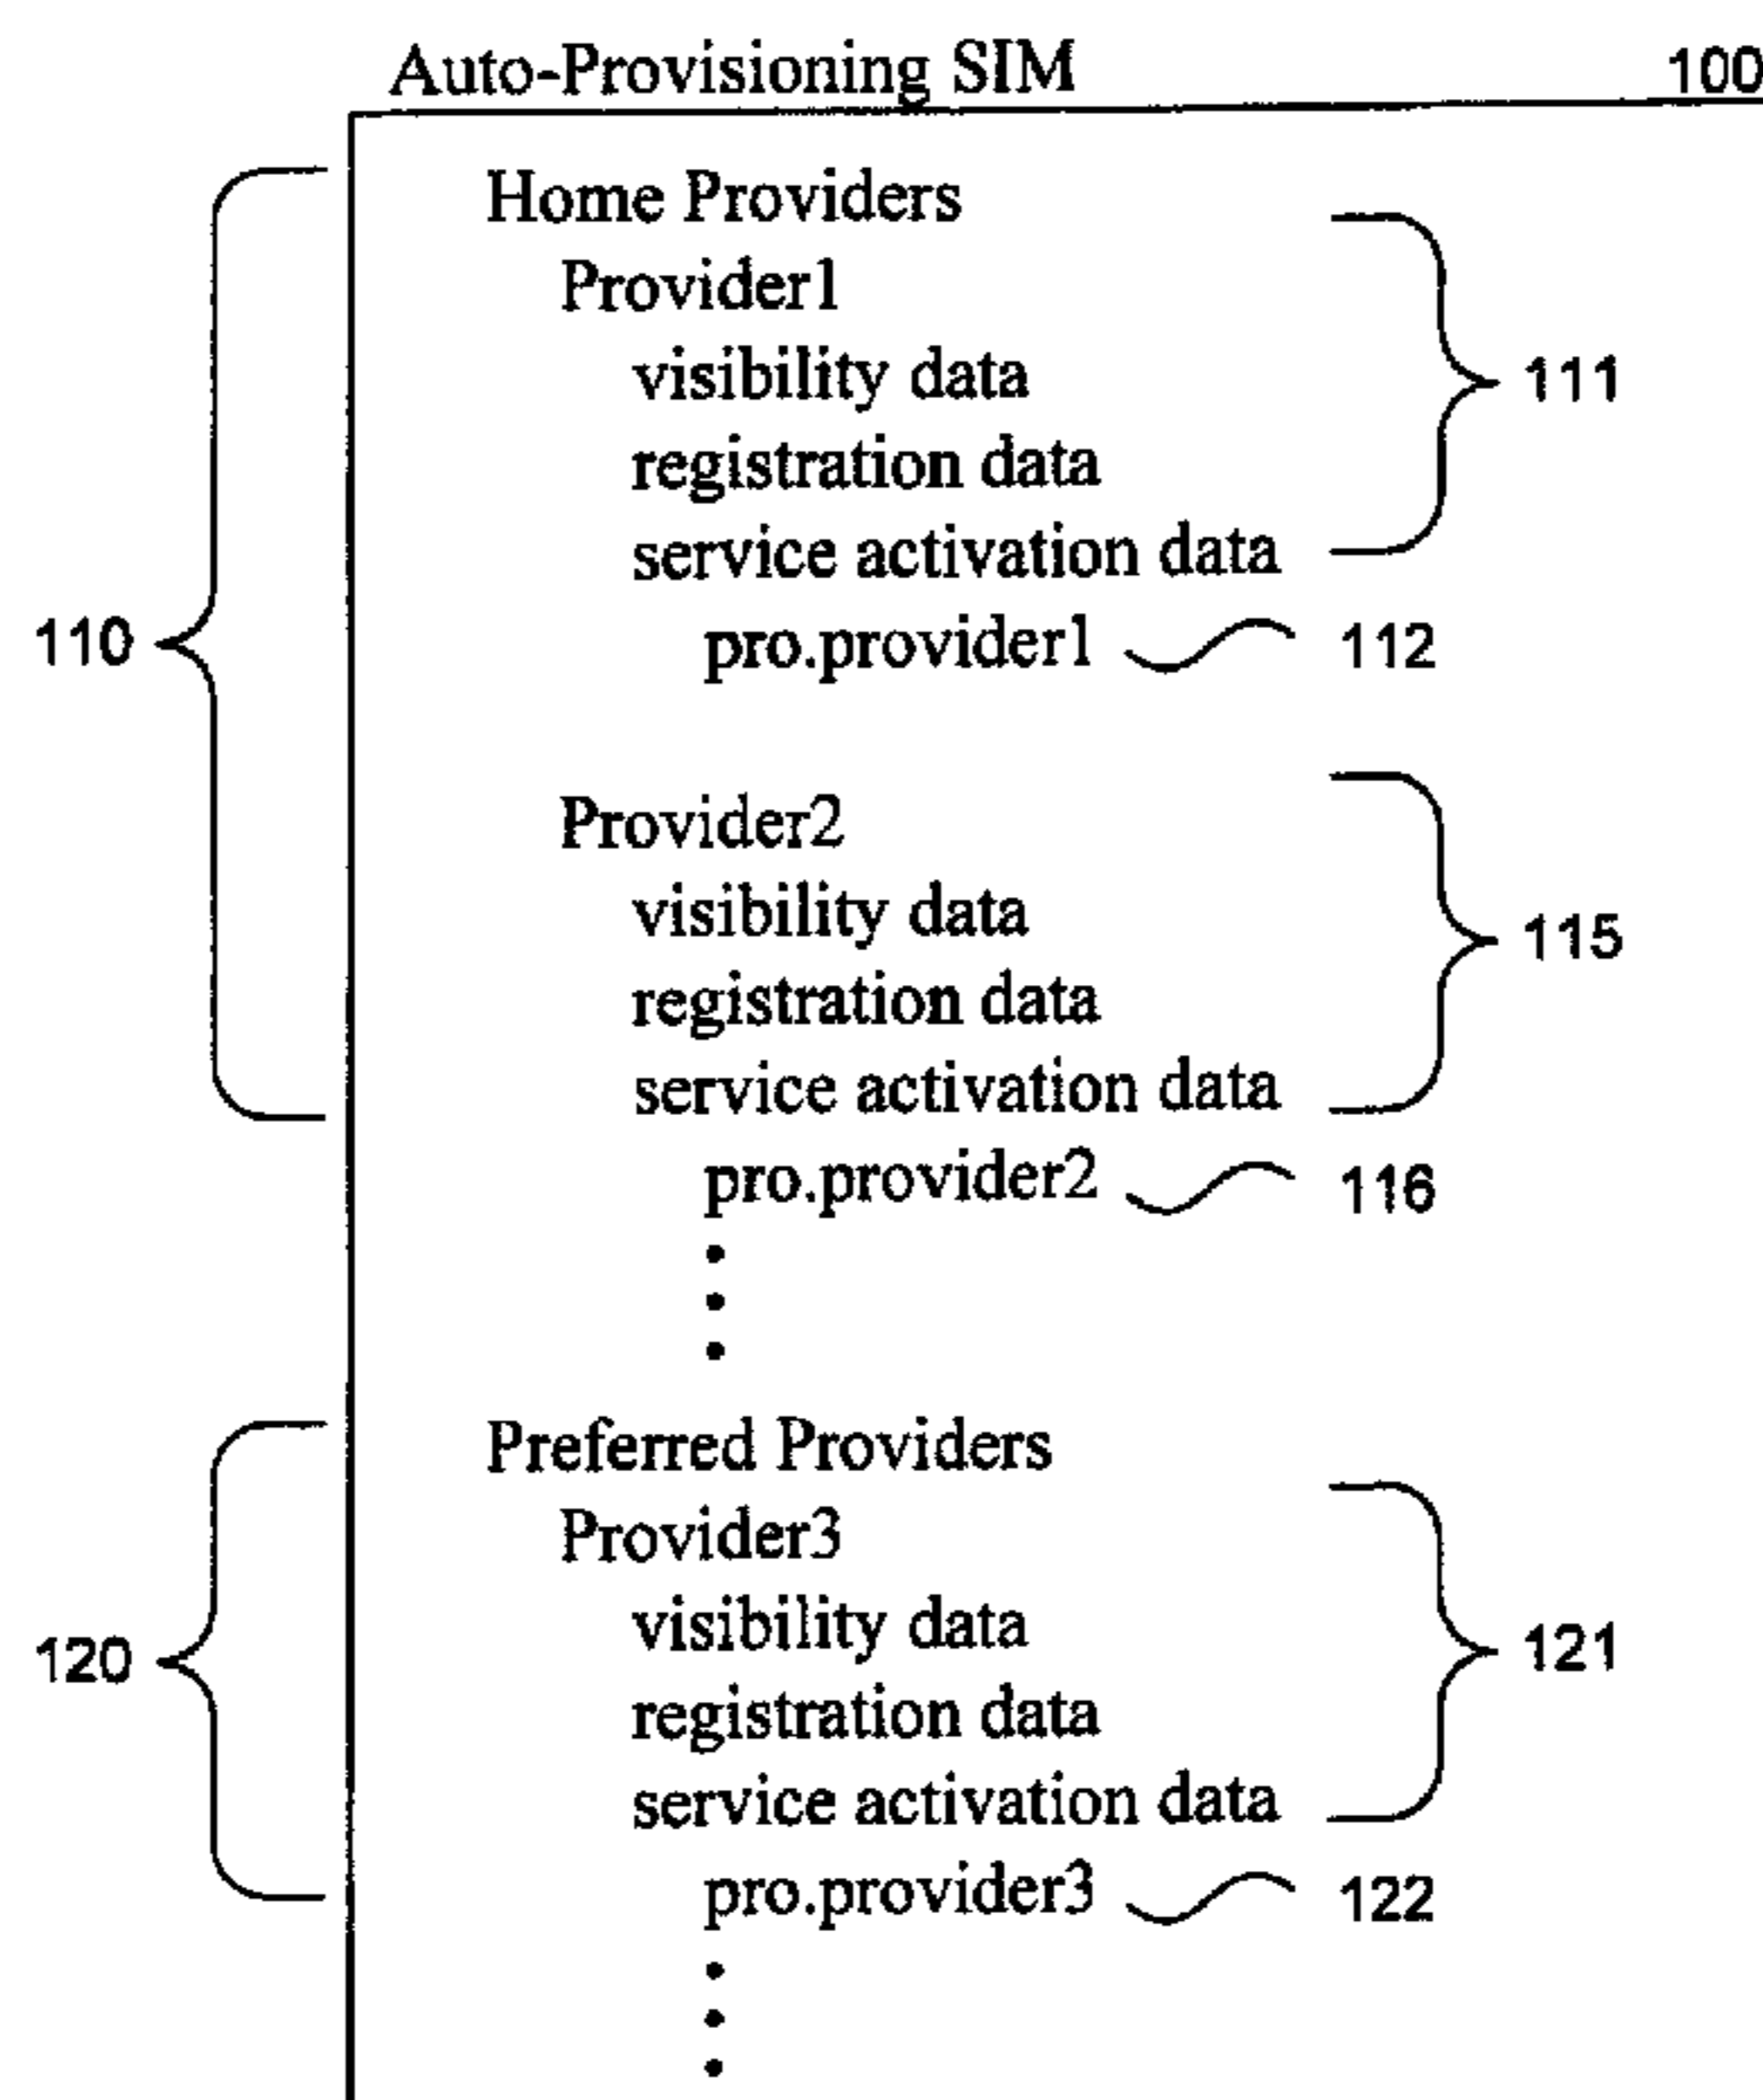 Auto-Provisioning SIM 100
Home Providers
Provider1
visibility data
111
registration data
service activation data
110
pro.provider1 112
Provider2
visibility data
115
registration data
service activation data
pro.provider2 116
Preferred Providers
Provider3
visibility data
120
121
registration data
service activation data
pro.provider3 122